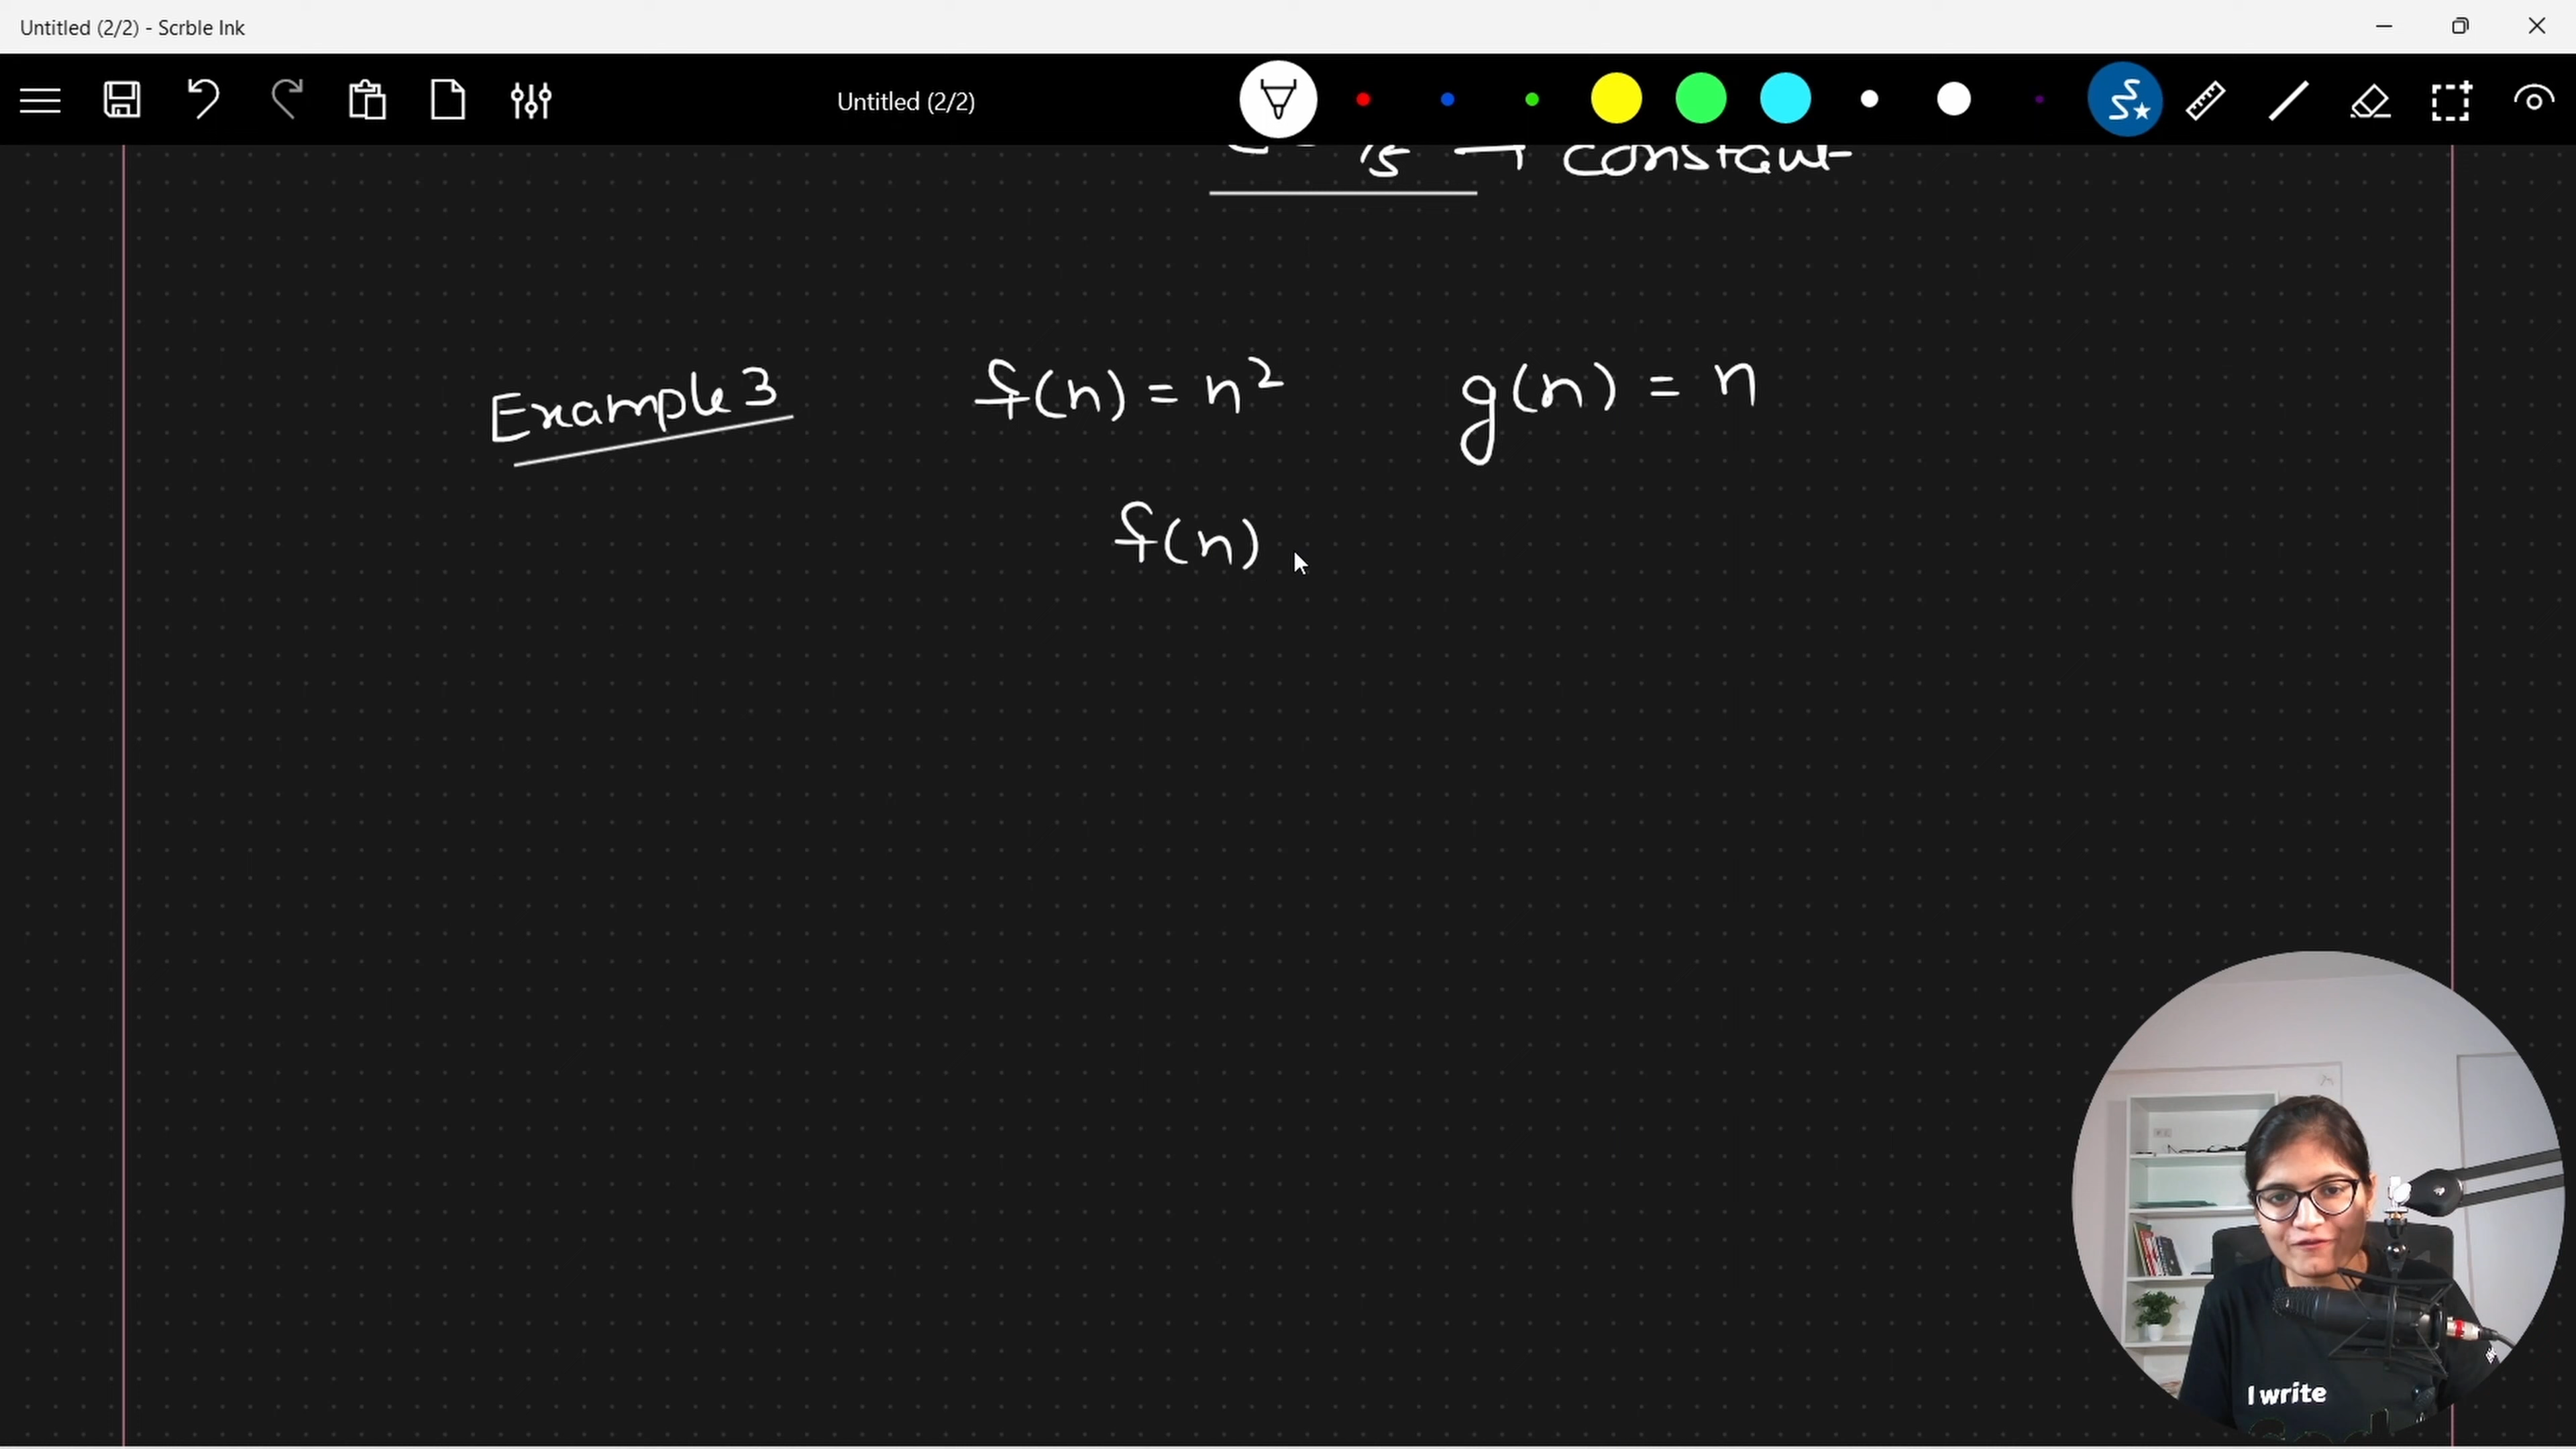 Untitled (2/2) - Scrble Ink
Untitled (2/2)
→ constant
Example 3 f(n) = n² g(n) = n
f(n)
I write